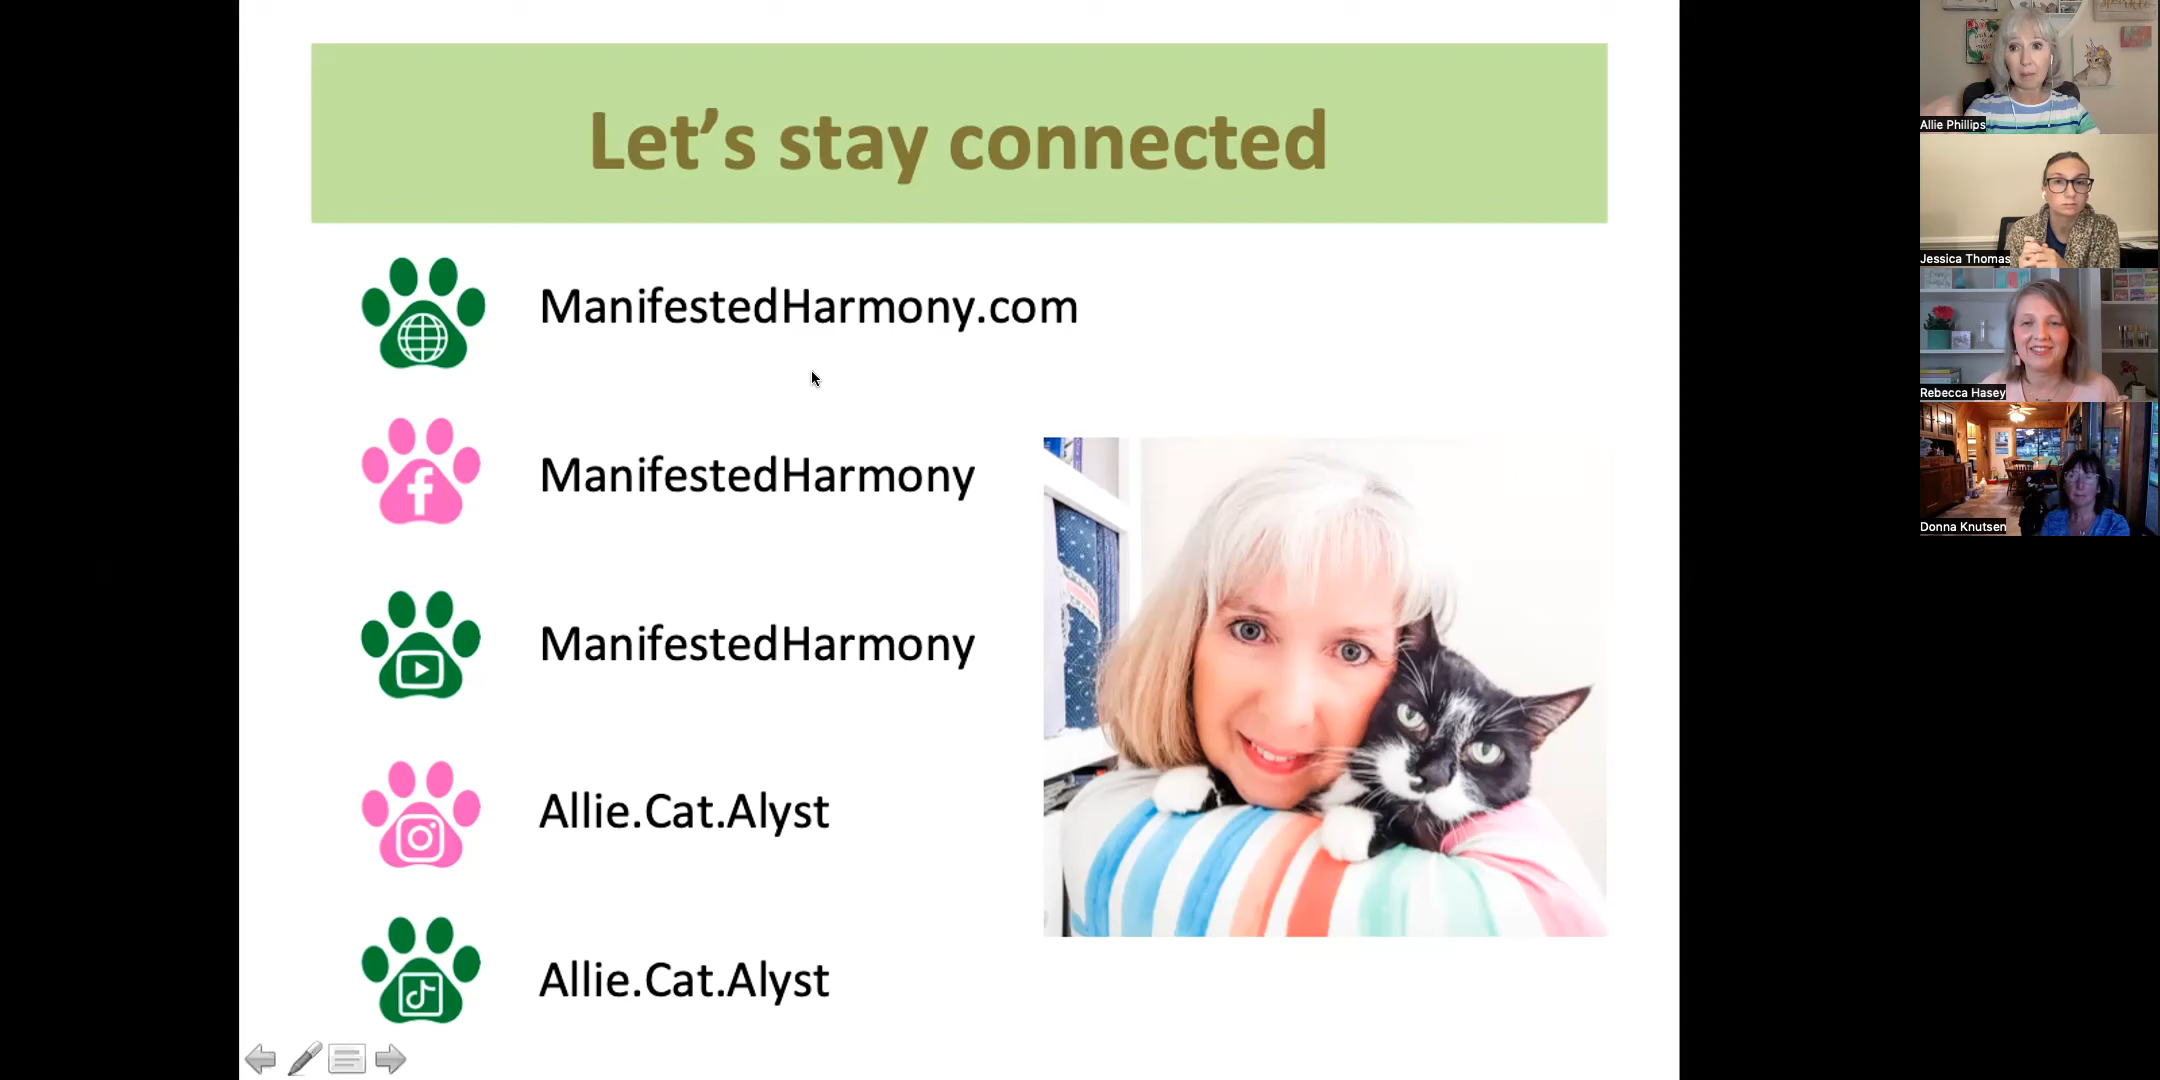 Let’s stay connected
ManifestedHarmony.com
ManifestedHarmony
ManifestedHarmony
Allie.Cat.Alyst
Allie.Cat.Alyst
Allie Phillips
Jessica Thomas
Rebecca Hasey
Donna Knutsen